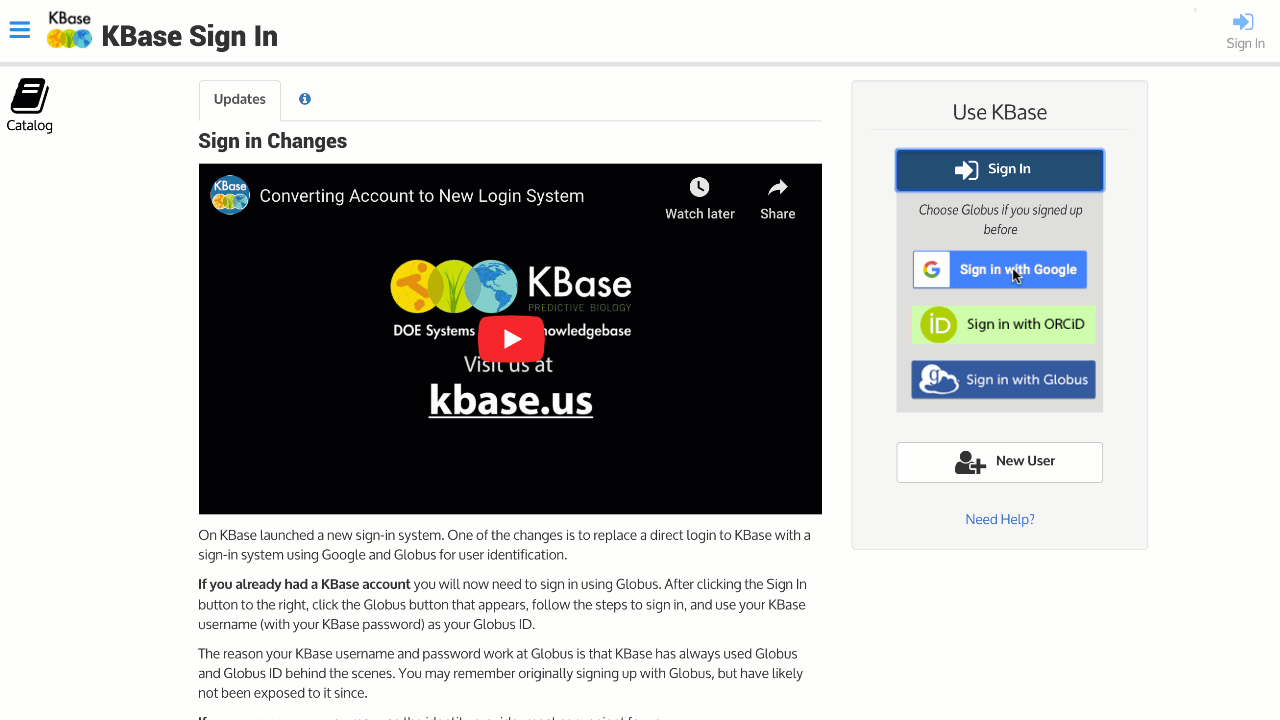 KBase
KBase Sign In
Sign In
Catalog
Updates
Sign in Changes
KBase
Converting Account to New Login System
Watch later
Share
KBase
PREDICTIVE BIOLOGY
DOE Systems nowledgebase
Visit us at
kbase.us
On KBase launched a new sign-in system. One of the changes is to replace a direct login to KBase with a
sign-in system using Google and Globus for user identification.
If you already had a KBase account you will now need to sign in using Globus. After clicking the Sign In
button to the right, click the Globus button that appears, follow the steps to sign in, and use your KBase
username (with your KBase password) as your Globus ID.
The reason your KBase username and password work at Globus is that KBase has always used Globus
and Globus ID behind the scenes. You may remember originally signing up with Globus, but have likely
not been exposed to it since.
Use KBase
Sign In
Choose Globus if you signed up
before
G Sign in with Google
iD Sign in with ORCiD
g Sign in with Globus
New User
Need Help?